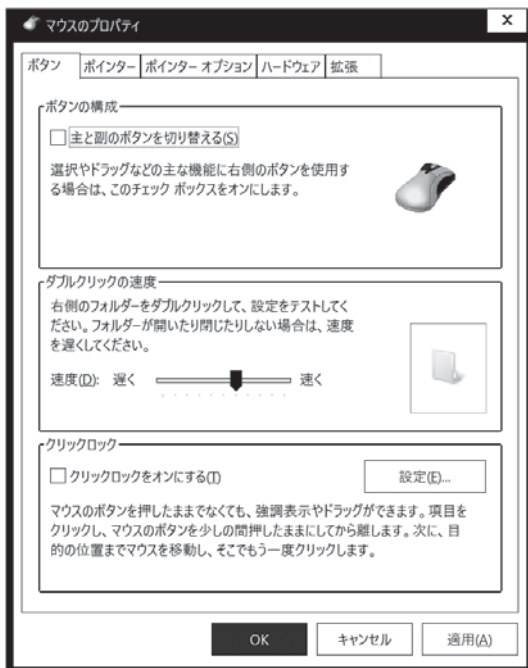 マウスのプロパティ
x
ボタン ポインター ポインター オプション ハードウェア 拡張
ボタンの構成
主と副のボタンを切り替える(S)
選択やドラッグなどの主な機能に右側のボタンを使用す
る場合は、このチェック ボックスをオンにします。
ダブルクリックの速度
右側のフォルダーをダブルクリックして、設定をテストしてく
ださい。フォルダーが開いたり閉じたりしない場合は、速度
を遅くしてください。
速度(D): 遅く 速く
クリックロック
クリックロックをオンにする(T) 設定(E)...
マウスのボタンを押したままでなくても、強調表示やドラッグができます。項目を
クリックし、マウスのボタンを少しの間押したままにしてから離します。次に、目
的の位置までマウスを移動し、そこでもう一度クリックします。
OK キャンセル 適用(A)